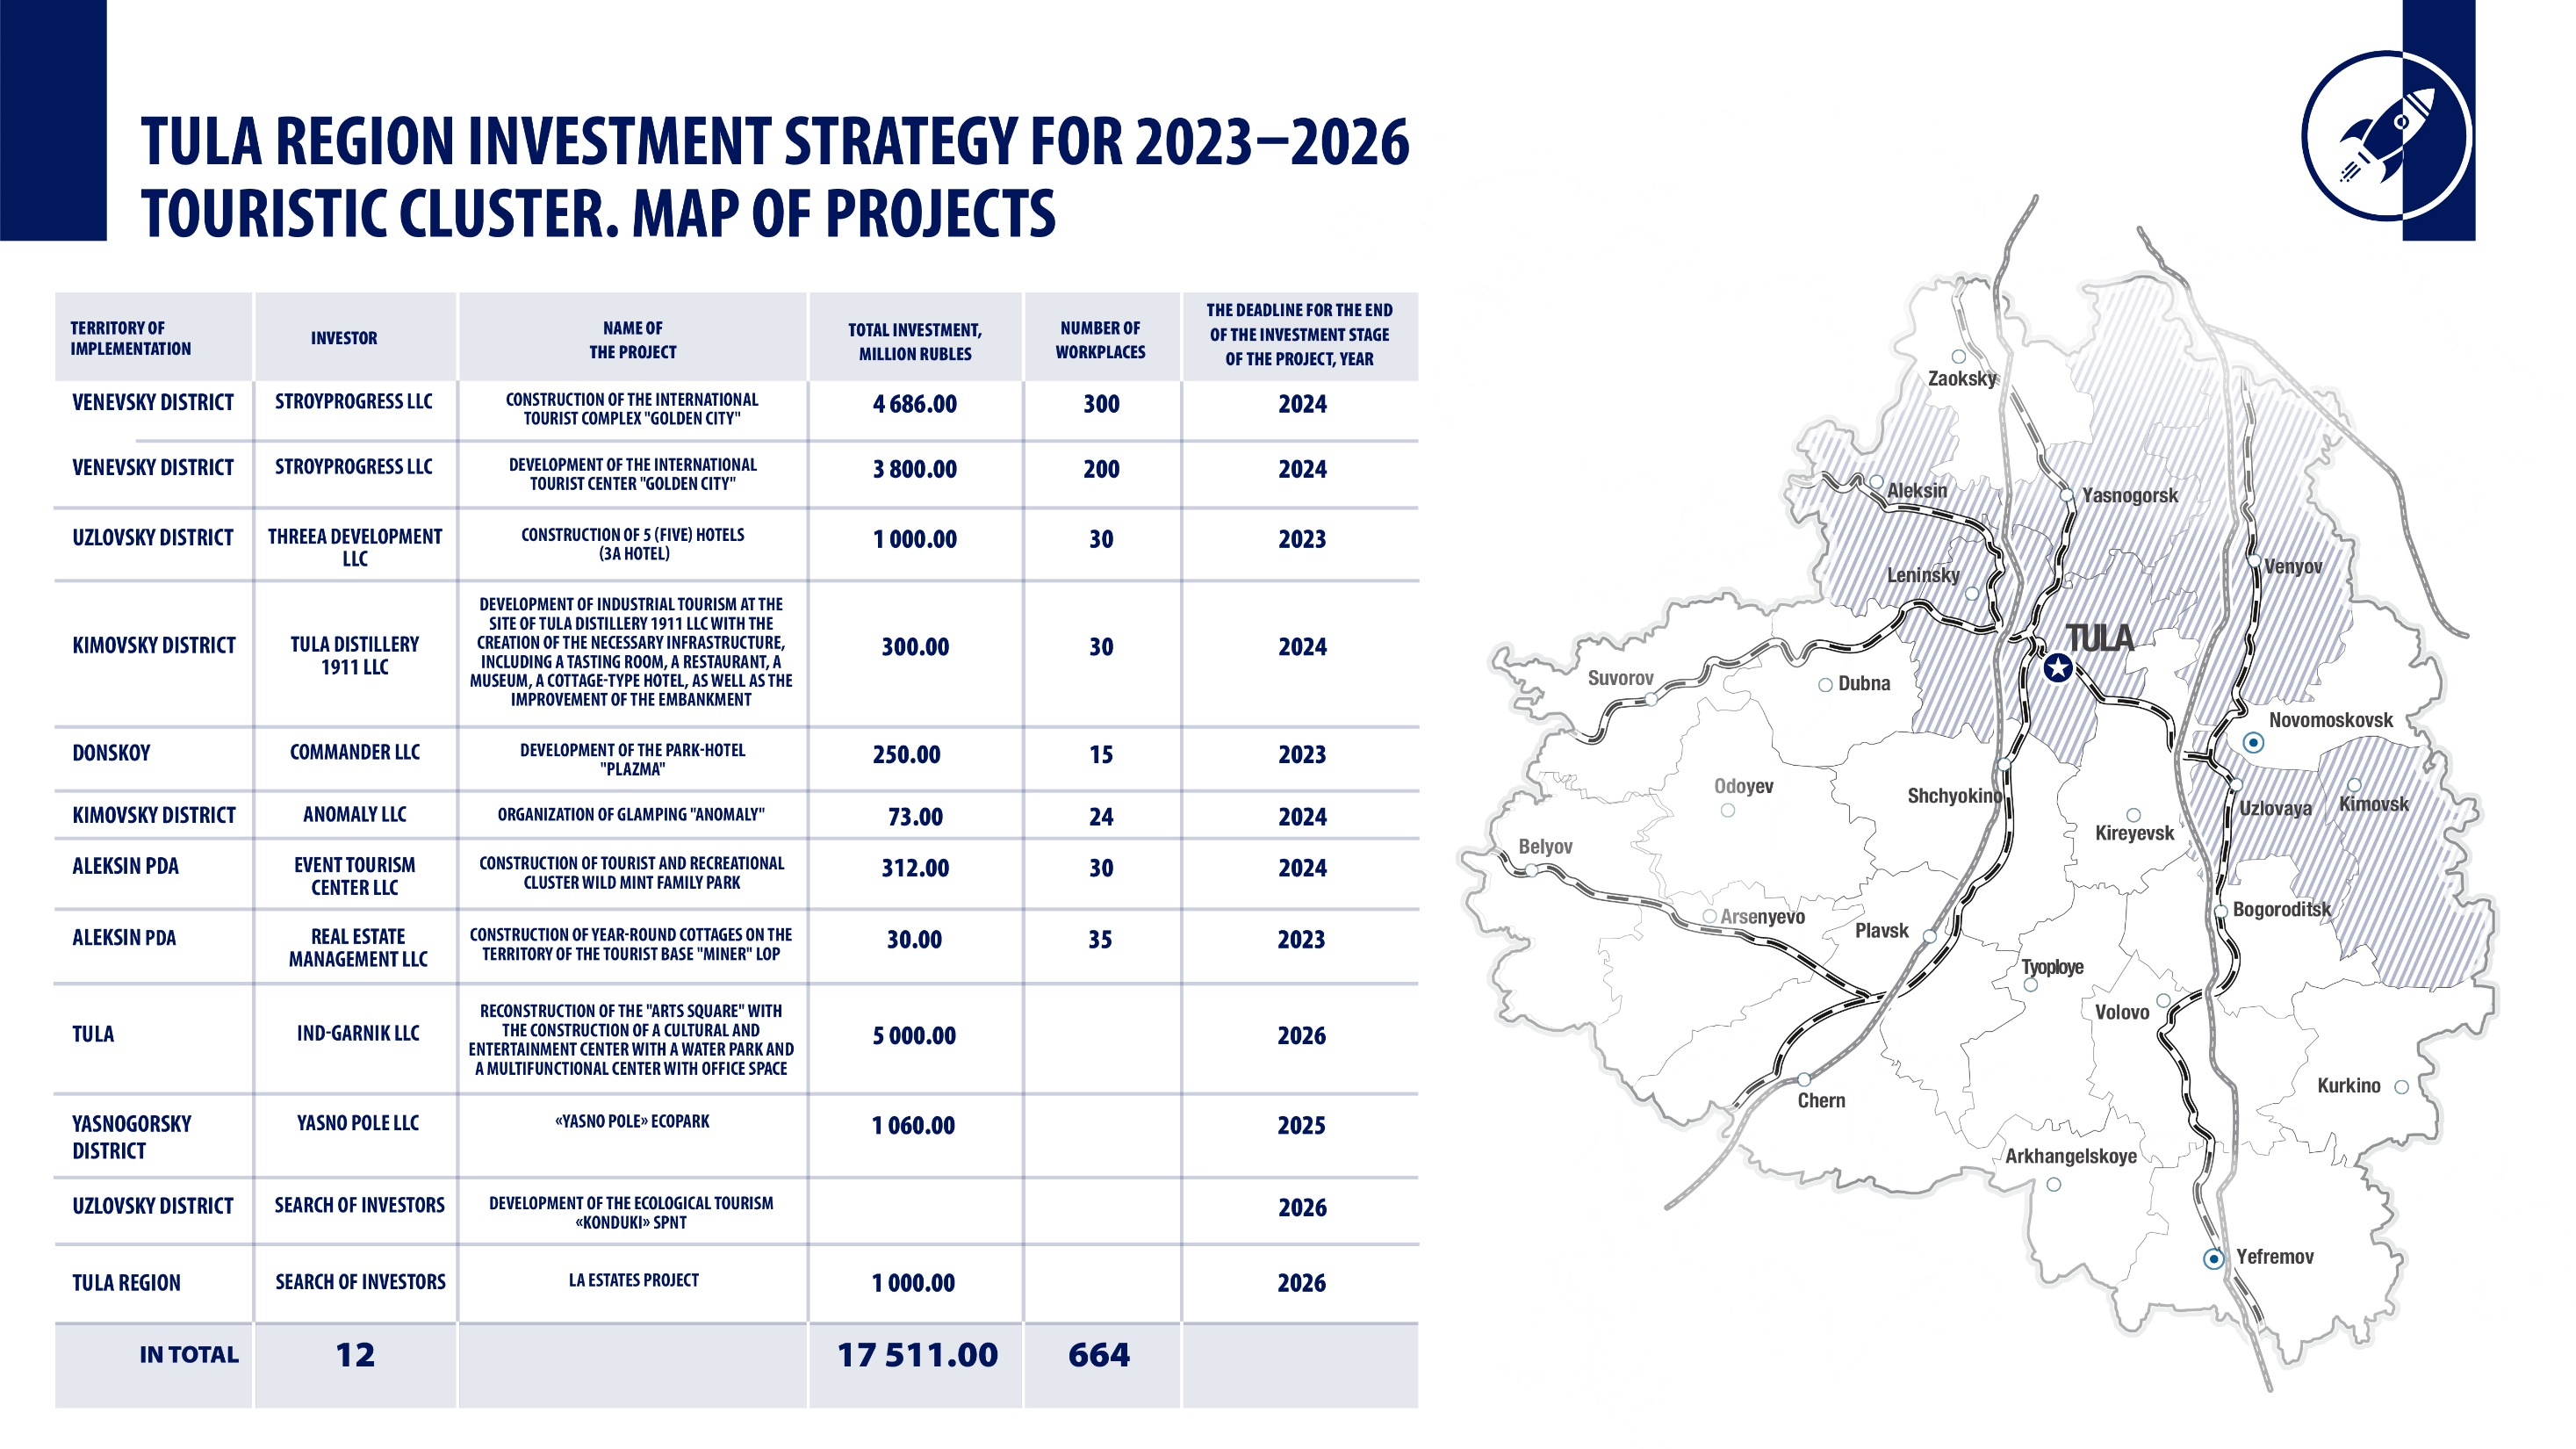 TULA REGION INVESTMENT STRATEGY FOR 2023–2026
TOURISTIC CLUSTER. MAP OF PROJECTS
TERRITORY OF
IMPLEMENTATION
INVESTOR
NAME OF
THE PROJECT
TOTAL INVESTMENT,
MILLION RUBLES
NUMBER OF
WORKPLACES
THE DEADLINE FOR THE END
OF THE INVESTMENT STAGE
OF THE PROJECT, YEAR
VENEVSKY DISTRICT
STROYPROGRESS LLC
CONSTRUCTION OF THE INTERNATIONAL
TOURIST COMPLEX "GOLDEN CITY"
4 686.00
300
2024
VENEVSKY DISTRICT
STROYPROGRESS LLC
DEVELOPMENT OF THE INTERNATIONAL
TOURIST CENTER "GOLDEN CITY"
3 800.00
200
2024
UZLOVSKY DISTRICT
THREEA DEVELOPMENT
LLC
CONSTRUCTION OF 5 (FIVE) HOTELS
(3A HOTEL)
1 000.00
30
2023
KIMOVSKY DISTRICT
TULA DISTILLERY
1911 LLC
DEVELOPMENT OF INDUSTRIAL TOURISM AT THE
SITE OF TULA DISTILLERY 1911 LLC WITH THE
CREATION OF THE NECESSARY INFRASTRUCTURE,
INCLUDING A TASTING ROOM, A RESTAURANT, A
MUSEUM, A COTTAGE-TYPE HOTEL, AS WELL AS THE
IMPROVEMENT OF THE EMBANKMENT
300.00
30
2024
DONSKOY
COMMANDER LLC
DEVELOPMENT OF THE PARK-HOTEL
"PLAZMA"
250.00
15
2023
KIMOVSKY DISTRICT
ANOMALY LLC
ORGANIZATION OF GLAMPING "ANOMALY"
73.00
24
2024
ALEKSIN PDA
EVENT TOURISM
CENTER LLC
CONSTRUCTION OF TOURIST AND RECREATIONAL
CLUSTER WILD MINT FAMILY PARK
312.00
30
2024
ALEKSIN PDA
REAL ESTATE
MANAGEMENT LLC
CONSTRUCTION OF YEAR-ROUND COTTAGES ON THE
TERRITORY OF THE TOURIST BASE "MINER" LOP
30.00
35
2023
TULA
IND-GARNIK LLC
RECONSTRUCTION OF THE "ARTS SQUARE" WITH
THE CONSTRUCTION OF A CULTURAL AND
ENTERTAINMENT CENTER WITH A WATER PARK AND
A MULTIFUNCTIONAL CENTER WITH OFFICE SPACE
5 000.00
2026
YASNOGORSKY
DISTRICT
YASNO POLE LLC
«YASNO POLE» ECOPARK
1 060.00
2025
UZLOVSKY DISTRICT
SEARCH OF INVESTORS
DEVELOPMENT OF THE ECOLOGICAL TOURISM
«KONDUKI» SPNT
2026
TULA REGION
SEARCH OF INVESTORS
LA ESTATES PROJECT
1 000.00
2026
IN TOTAL
12
17 511.00
664
Zaoksky
Aleksin
Yasnogorsk
Leninsky
Venyov
TULA
Suvorov
Dubna
Novomoskovsk
Odoyev
Shchyokino
Uzlovaya
Kimovsk
Kireyevsk
Belyov
Arsenyevo
Plavsk
Bogoroditsk
Tyoploye
Volovo
Chern
Kurkino
Arkhangelskoye
Yefremov